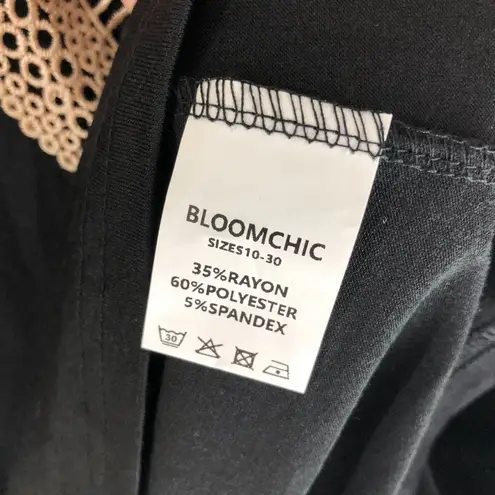 BLOOMCHIC
SIZES10-30
35%RAYON
60%POLYESTER
5%SPANDEX
30